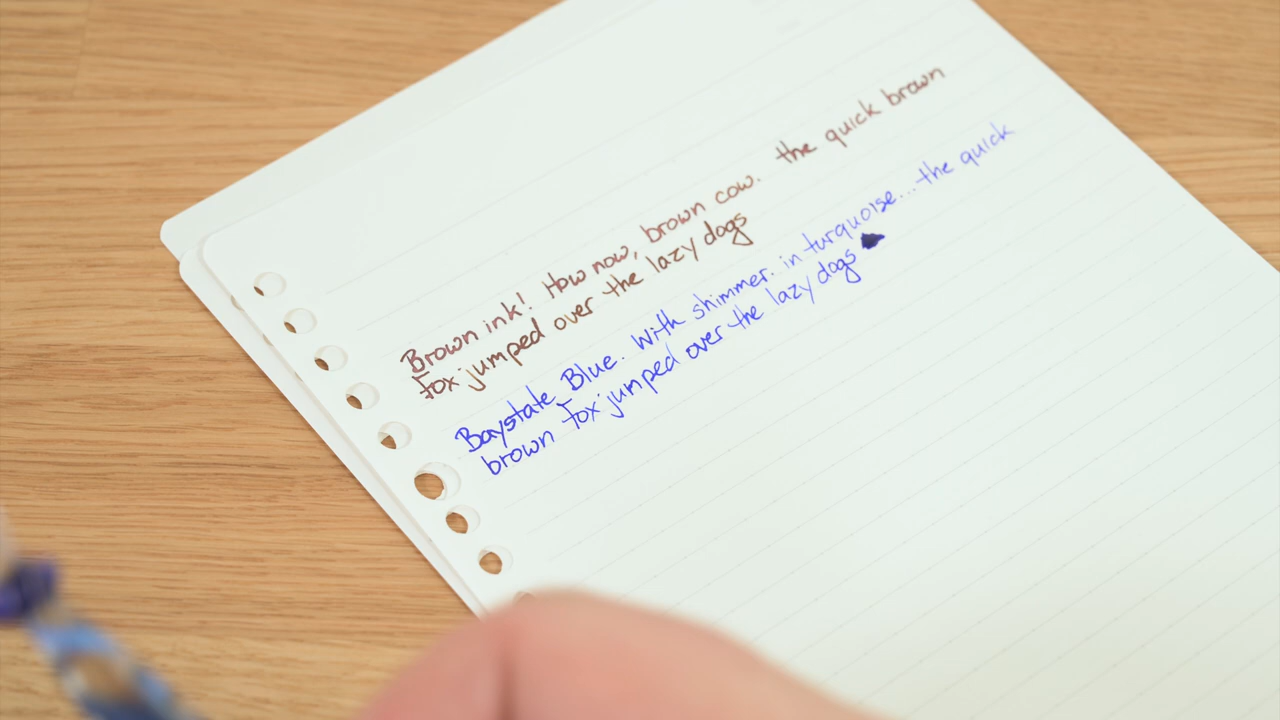 Brown ink! How now, brown cow. the quick brown
fox jumped over the lazy dogs
Baystate Blue. With shimmer. in turquoise... the quick
brown fox jumped over the lazy dogs